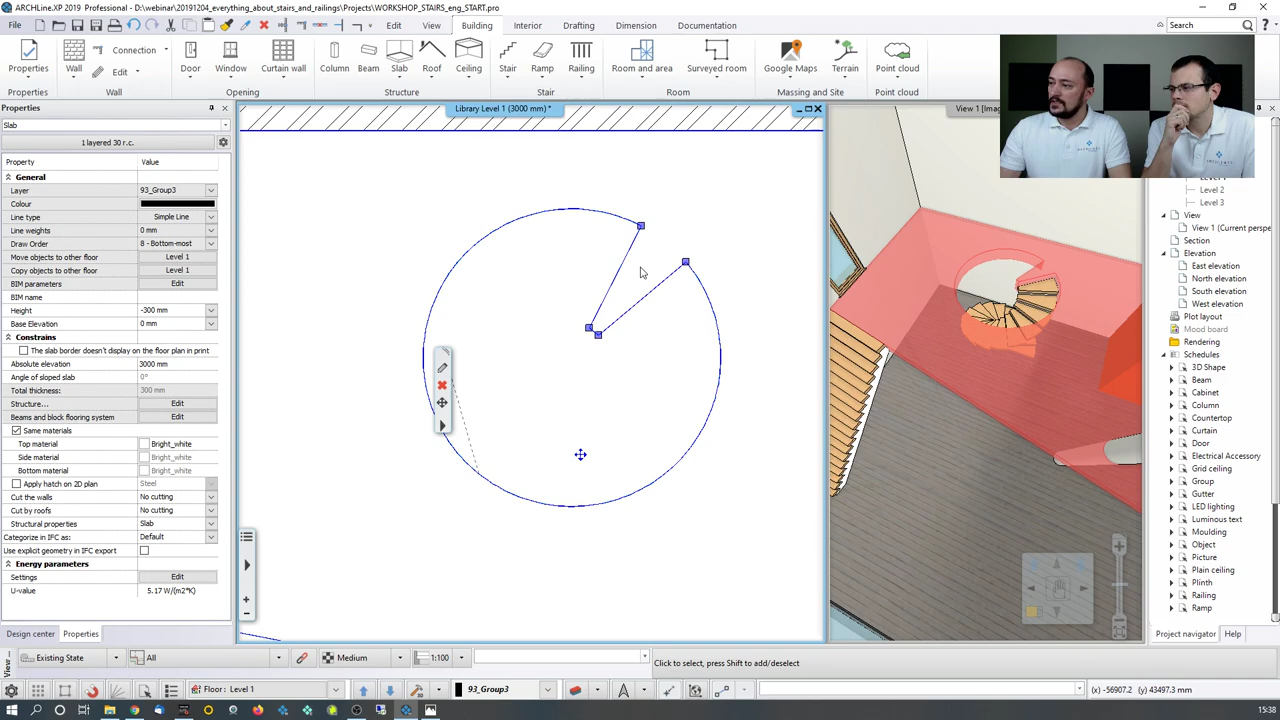 ARCHLine.XP 2019 Professional - D:\webinar\20191204_everything_about_stairs_and_railings\Projects\WORKSHOP_STAIRS_eng_START.pro
File Edit View Building Interior Drafting Dimension Documentation Search
Properties Wall Connection Edit Door Window Curtain wall Column Beam Slab Roof Ceiling Stair Ramp Railing Room and area Surveyed room Google Maps Terrain Point cloud
Properties Wall Opening Structure Stair Room Massing and Site Point cloud
Properties
Library Level 1 (3000 mm) *
View 1 [Imag
Slab
1 layered 30 r.c.
Property Value
General
Layer 93_Group3
Colour
Line type Simple Line
Line weights 0 mm
Draw Order 8 - Bottom-most
Move objects to other floor Level 1
Copy objects to other floor Level 1
BIM parameters Edit
BIM name
Height -300 mm
Base Elevation 0 mm
Constrains
The slab border doesn't display on the floor plan in print
Absolute elevation 3000 mm
Angle of sloped slab 0°
Total thickness: 300 mm
Structure... Edit
Beams and block flooring system Edit
Same materials
Top material Bright_white
Side material Bright_white
Bottom material Bright_white
Apply hatch on 2D plan Steel
Cut the walls No cutting
Cut by roofs No cutting
Structural properties Slab
Categorize in IFC as: Default
Use explicit geometry in IFC export
Energy parameters
Settings Edit
U-value 5.17 W/(m2*K)
Design center Properties
Level 1
Level 2
Level 3
View
View 1 (Current perspe
Section
Elevation
East elevation
North elevation
South elevation
West elevation
Plot layout
Mood board
Rendering
Schedules
3D Shape
Beam
Cabinet
Column
Countertop
Curtain
Door
Electrical Accessory
Grid ceiling
Group
Gutter
LED lighting
Luminous text
Moulding
Object
Picture
Plain ceiling
Plinth
Railing
Ramp
Project navigator Help
View
Existing State All Medium 1:100 Click to select, press Shift to add/deselect
Floor : Level 1 93_Group3 (x) -56907.2 (y) 43497.3 mm
15:38